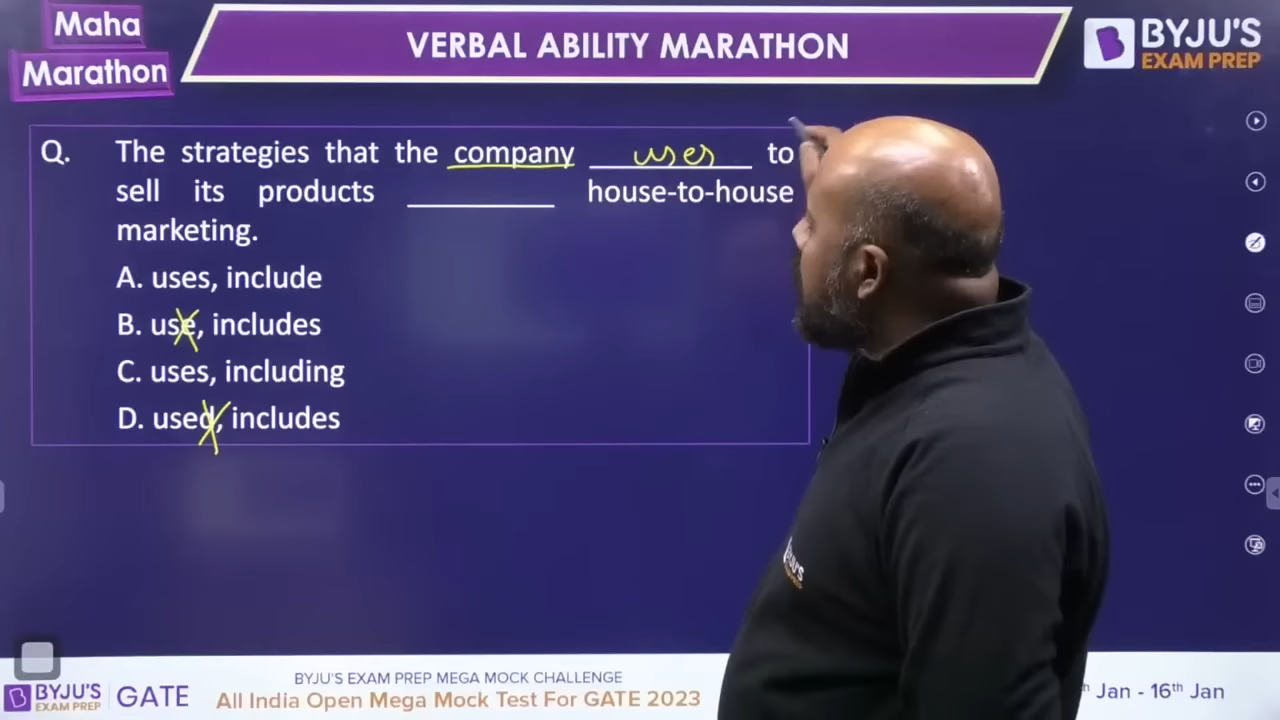 Maha
Marathon
VERBAL ABILITY MARATHON
BYJU'S
EXAM PREP
Q. The strategies that the company uses to
sell its products __________ house-to-house
marketing.
A. uses, include
B. use, includes
C. uses, including
D. used, includes
BYJU'S
BYJU'S
EXAM PREP
GATE
BYJU'S EXAM PREP MEGA MOCK CHALLENGE
All India Open Mega Mock Test For GATE 2023
Jan - 16th Jan